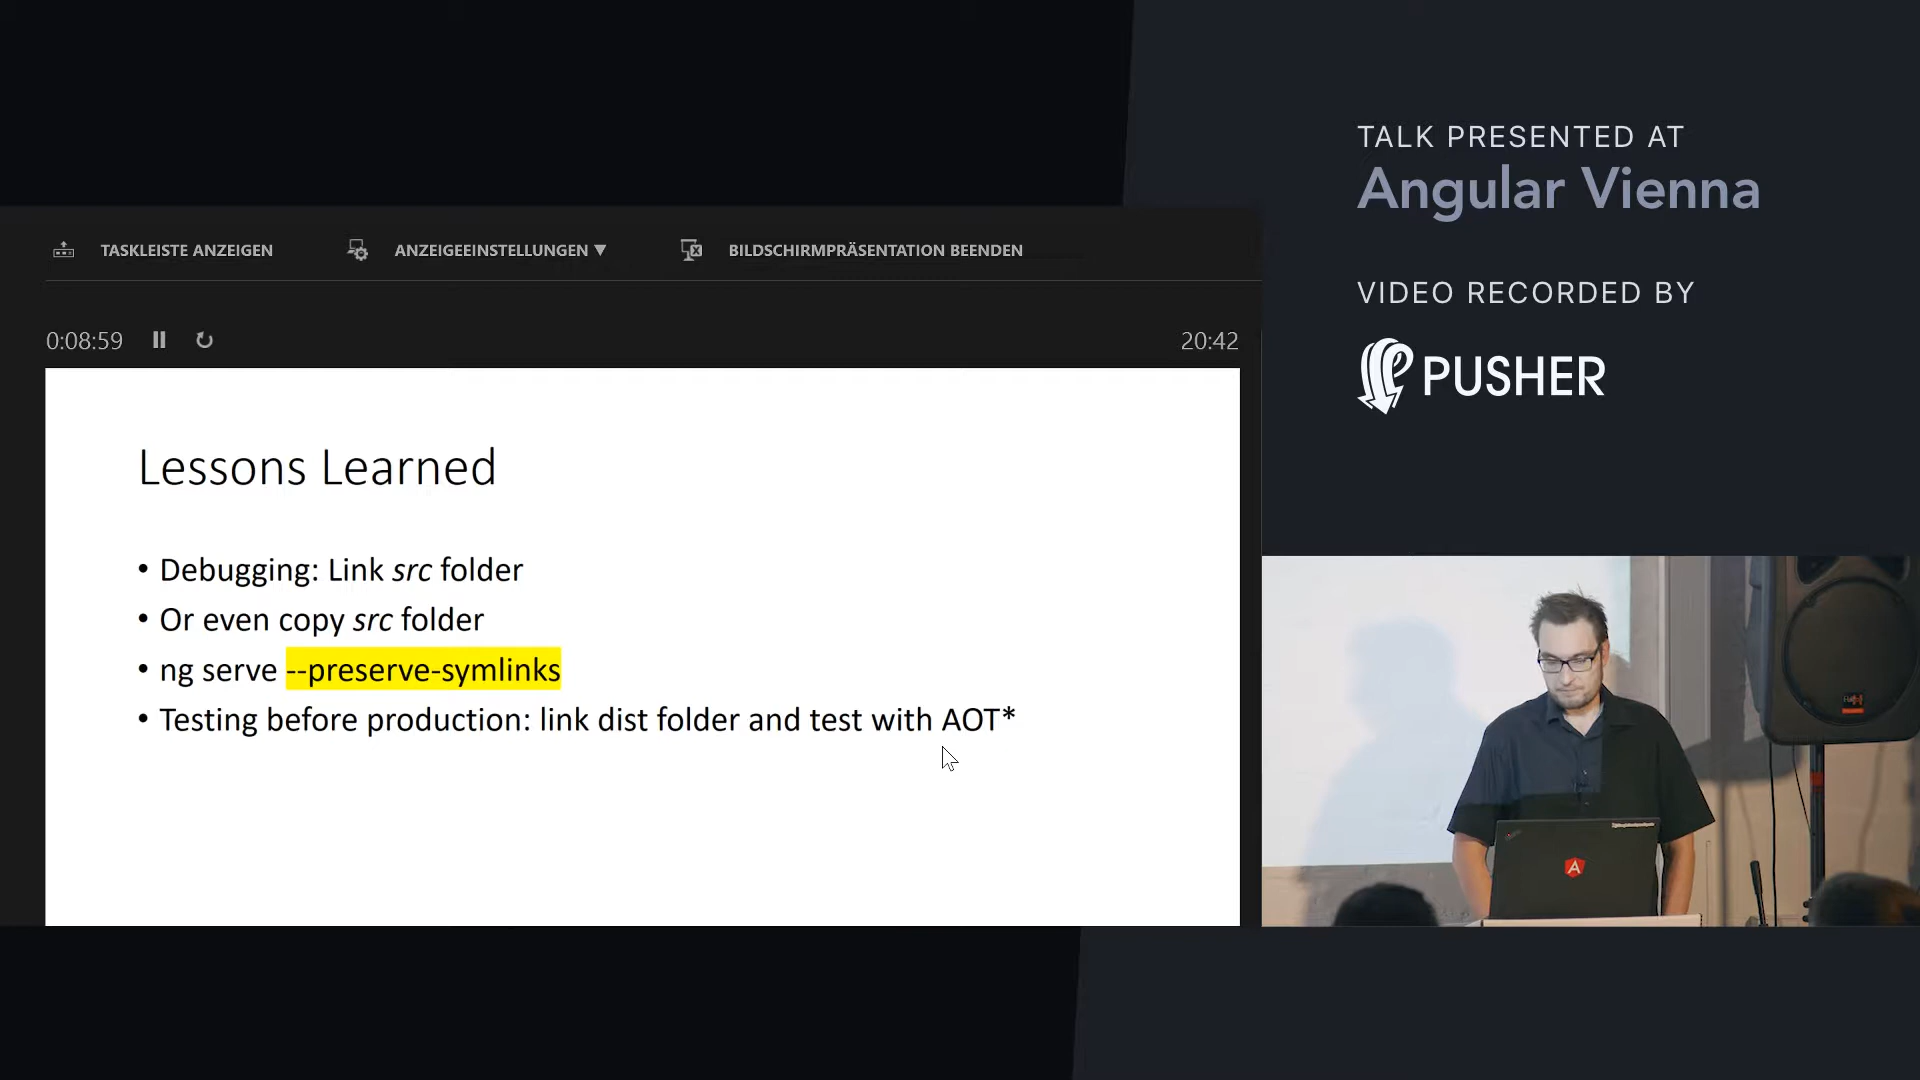 TALK PRESENTED AT
Angular Vienna
VIDEO RECORDED BY
PUSHER
TASKLEISTE ANZEIGEN
ANZEIGEEINSTELLUNGEN ▼
BILDSCHIRMPRÄSENTATION BEENDEN
0:08:59
20:42
Lessons Learned
• Debugging: Link src folder
• Or even copy src folder
• ng serve --preserve-symlinks
• Testing before production: link dist folder and test with AOT*
A